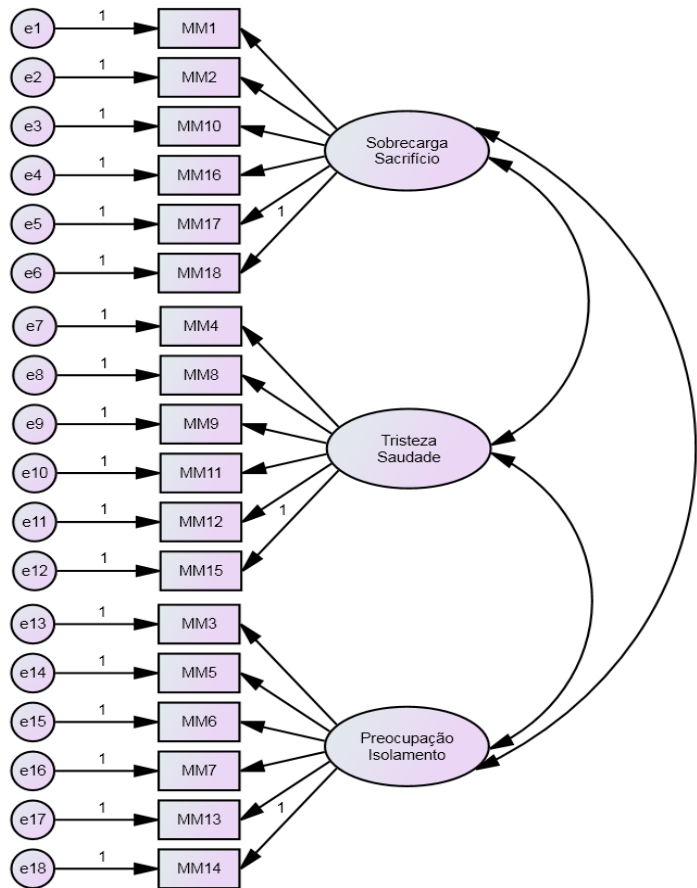 e1 1 MM1
e2 1 MM2
e3 1 MM10
Sobrecarga
Sacrifício
e4 1 MM16
e5 1 MM17 1
e6 1 MM18
e7 1 MM4
e8 1 MM8
e9 1 MM9
Tristeza
Saudade
e10 1 MM11
e11 1 MM12 1
e12 1 MM15
e13 1 MM3
e14 1 MM5
e15 1 MM6
Preocupação
Isolamento
e16 1 MM7
e17 1 MM13 1
e18 1 MM14